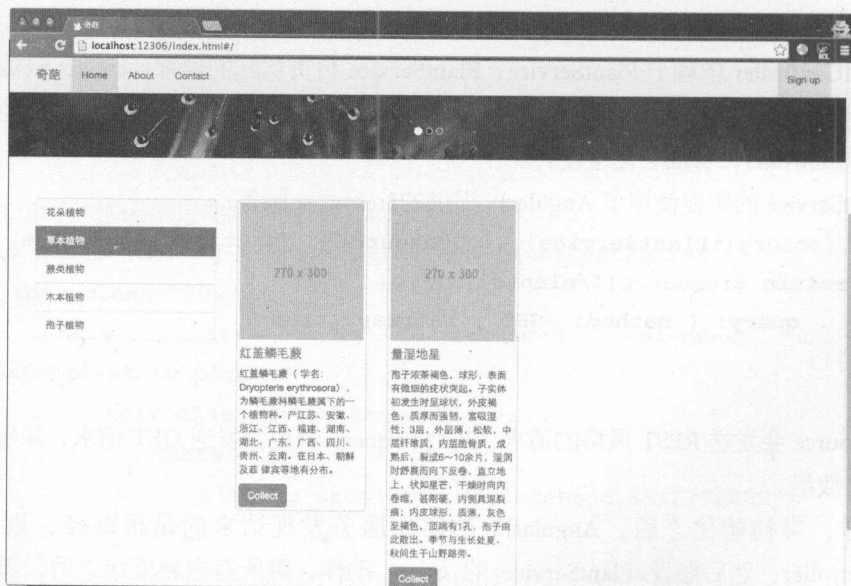 奇葩
localhost:12306/index.html#/
奇葩 Home About Contact Sign up
花朵植物
草本植物
蕨类植物
木本植物
孢子植物
270 x 300
红盖鳞毛蕨
红盖鳞毛蕨（学名:
Dryopteris erythrosora），
为鳞毛蕨科鳞毛蕨属下的一
个植物种。产江苏、安徽、
浙江、江西、福建、湖南、
湖北、广东、广西、四川、
贵州、云南。在日本、朝鲜
及菲 律宾等地有分布。
Collect
270 x 300
量湿地星
孢子浓茶褐色，球形，表面
有微细的疣状突起。子实体
初发生时呈球状，外皮褐
色，质厚而强韧，富吸湿
性；3层，外层薄，松软，中
层纤维质，内层脆骨质，成
熟后，裂成6～10余片，湿润
时舒展而向下反卷，直立地
上，状如星芒，干燥时向内
卷缩，甚刚硬，内侧具深裂
痕；内皮球形，质薄，灰色
至褐色，顶端有1孔，孢子由
此散出。季节与生长处夏、
秋间生于山野路旁。
Collect